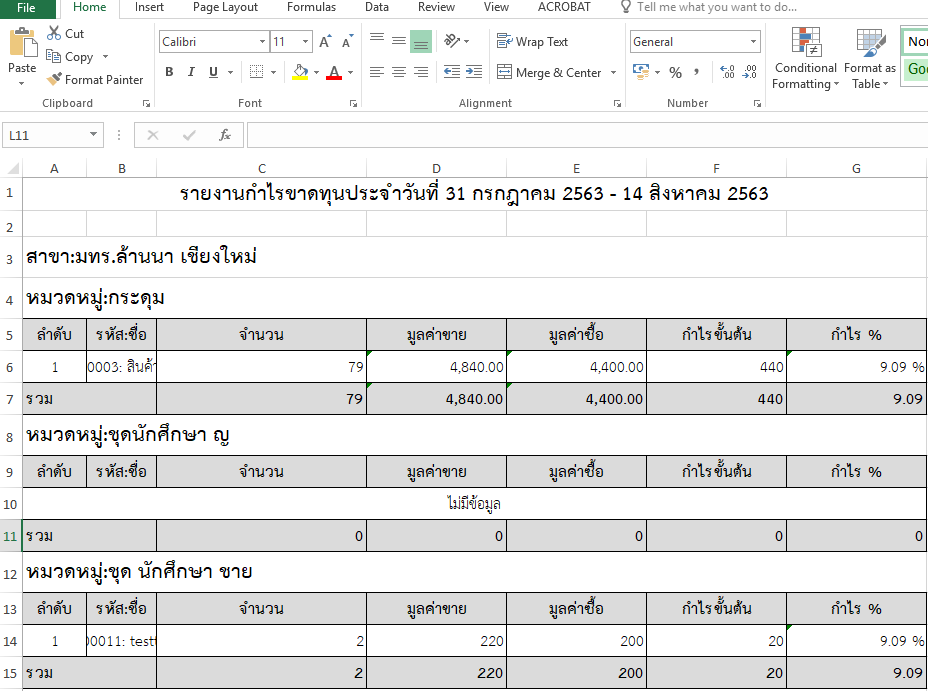 File Home Insert Page Layout Formulas Data Review View ACROBAT Tell me what you want to do...
Paste Cut Copy Format Painter
Calibri 11 A A
B I U A
Wrap Text
Merge & Center
General
% , .00 .0
Conditional Formatting Format as Table
Nor
Goo
Clipboard Font Alignment Number
L11 fx
A B C D E F G
1 รายงานกำไรขาดทุนประจำวันที่ 31 กรกฎาคม 2563 - 14 สิงหาคม 2563
2
3 สาขา:มทร.ล้านนา เชียงใหม่
4 หมวดหมู่:กระดุม
5 ลำดับ รหัส:ชื่อ จำนวน มูลค่าขาย มูลค่าซื้อ กำไรขั้นต้น กำไร %
6 1 0003: สินค้า 79 4,840.00 4,400.00 440 9.09 %
7 รวม 79 4,840.00 4,400.00 440 9.09
8 หมวดหมู่:ชุดนักศึกษา ญ
9 ลำดับ รหัส:ชื่อ จำนวน มูลค่าขาย มูลค่าซื้อ กำไรขั้นต้น กำไร %
10 ไม่มีข้อมูล
11 รวม 0 0 0 0 0
12 หมวดหมู่:ชุด นักศึกษา ชาย
13 ลำดับ รหัส:ชื่อ จำนวน มูลค่าขาย มูลค่าซื้อ กำไรขั้นต้น กำไร %
14 1 00011: test 2 220 200 20 9.09 %
15 รวม 2 220 200 20 9.09